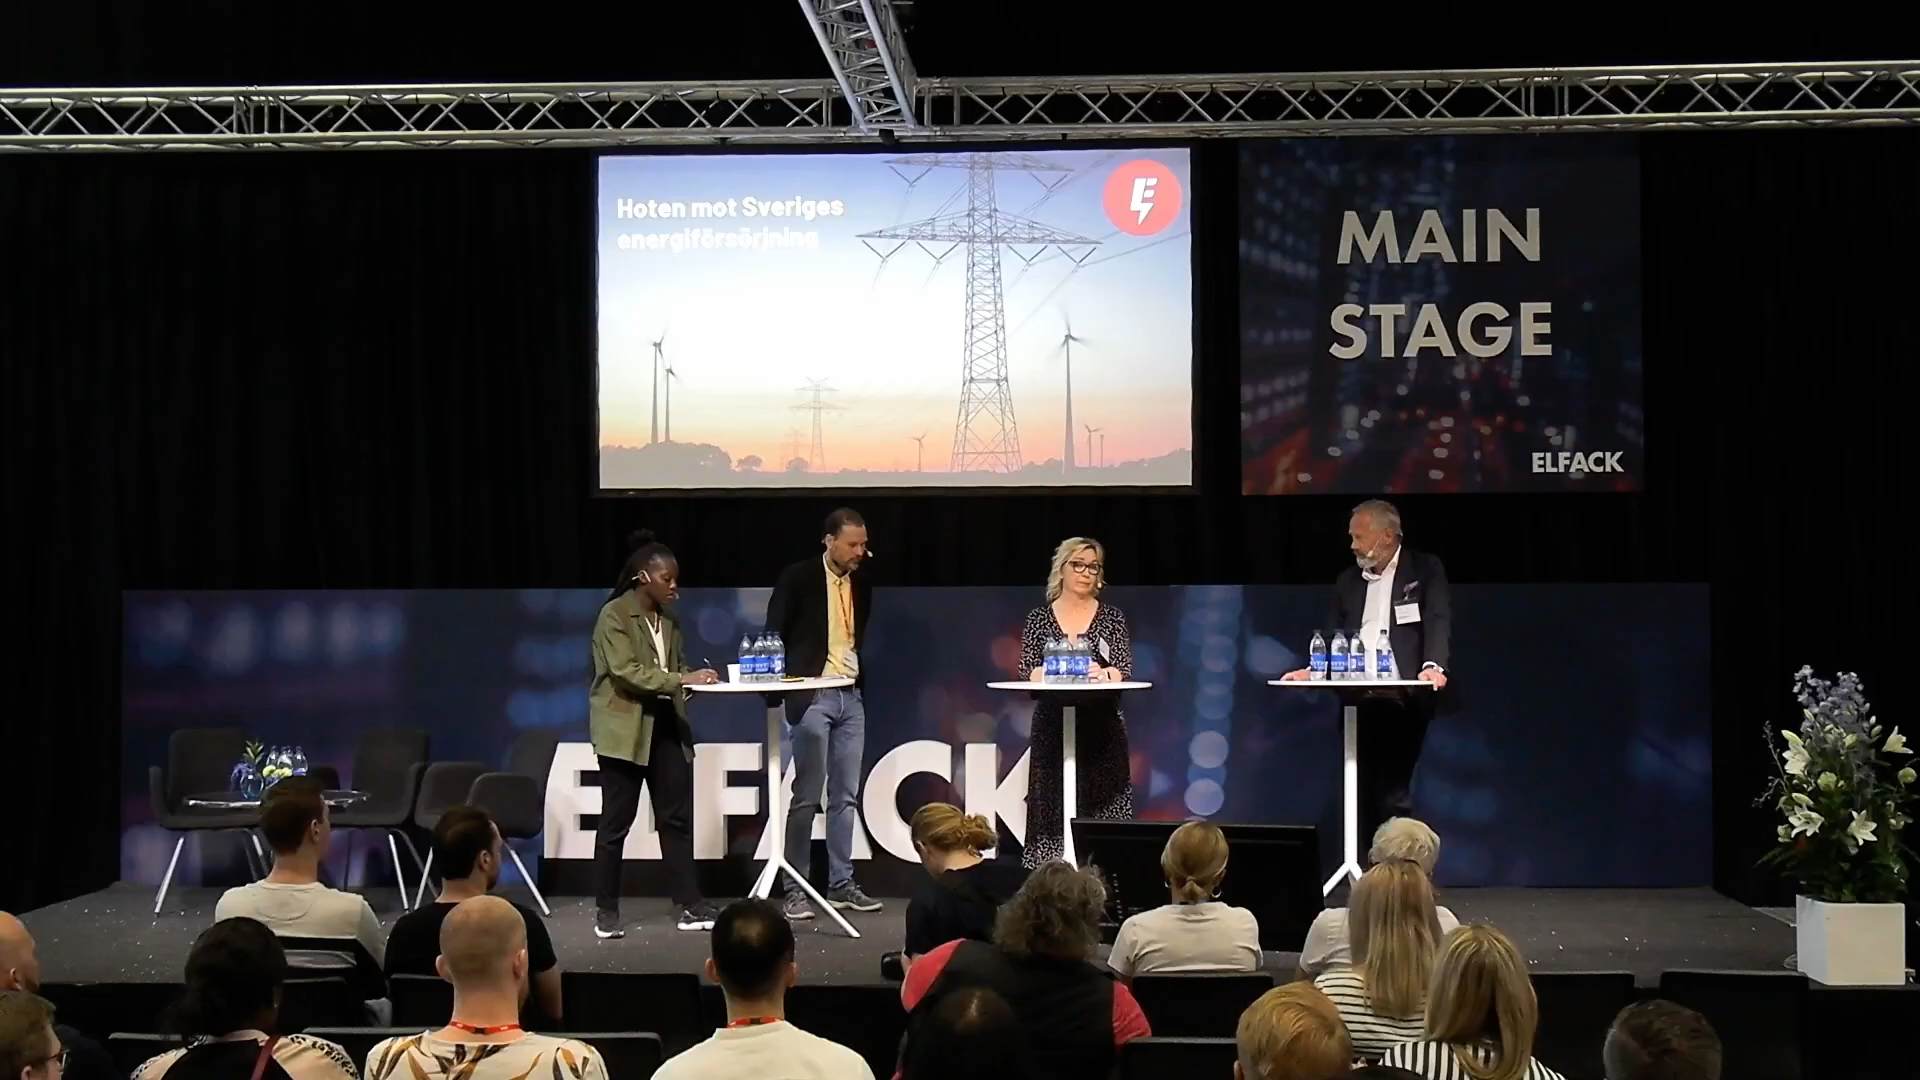 Hoten mot Sveriges
energiförsörjning
MAIN
STAGE
ELFACK
ELFACK